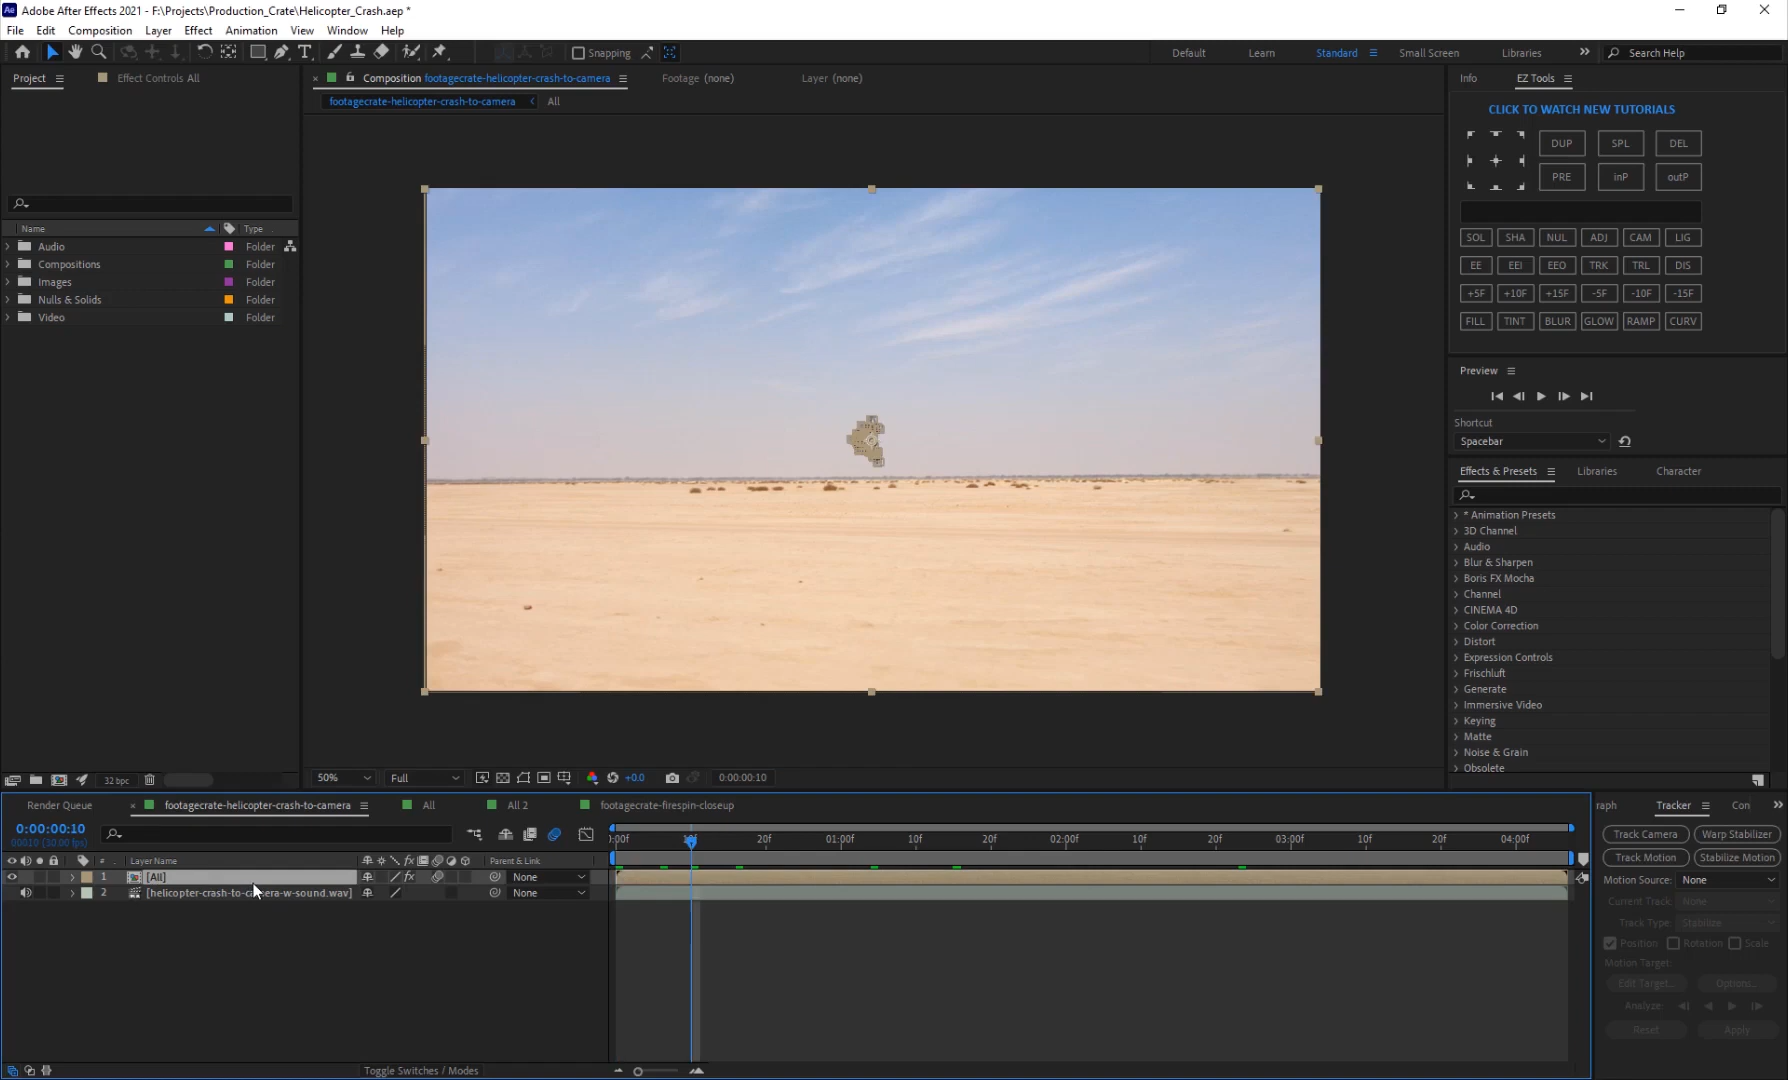 Adobe After Effects 2021 - F:\Projects\Production_Crate\Helicopter_Crash.aep *
File Edit Composition Layer Effect Animation View Window Help
Snapping Default Learn Standard Small Screen Libraries Search Help
Project Effect Controls All
Composition footagecrate-helicopter-crash-to-camera Footage (none) Layer (none)
footagecrate-helicopter-crash-to-camera All
Name Type
Audio Folder
Compositions Folder
Images Folder
Nulls & Solids Folder
Video Folder
32 bpc
50% Full +0.0 0:00:00:10
Info EZ Tools
CLICK TO WATCH NEW TUTORIALS
DUP SPL DEL
PRE inP outP
SOL SHA NUL ADJ CAM LIG
EE EEI EEO TRK TRL DIS
+5F +10F +15F -5F -10F -15F
FILL TINT BLUR GLOW RAMP CURV
Preview
Shortcut
Spacebar
Effects & Presets Libraries Character
* Animation Presets
3D Channel
Audio
Blur & Sharpen
Boris FX Mocha
Channel
CINEMA 4D
Color Correction
Distort
Expression Controls
Frischluft
Generate
Immersive Video
Keying
Matte
Noise & Grain
Obsolete
Render Queue footagecrate-helicopter-crash-to-camera All All 2 footagecrate-firespin-closeup
0:00:00:10
00010 (30.00 fps)
):00f 10f 20f 01:00f 10f 20f 02:00f 10f 20f 03:00f 10f 20f 04:00f
# Layer Name Parent & Link
1 [All] None
2 [helicopter-crash-to-camera-w-sound.wav] None
Toggle Switches / Modes
raph Tracker Con
Track Camera Warp Stabilizer
Track Motion Stabilize Motion
Motion Source: None
Current Track: None
Track Type: Stabilize
Position Rotation Scale
Motion Target:
Edit Target... Options...
Analyze:
Reset Apply